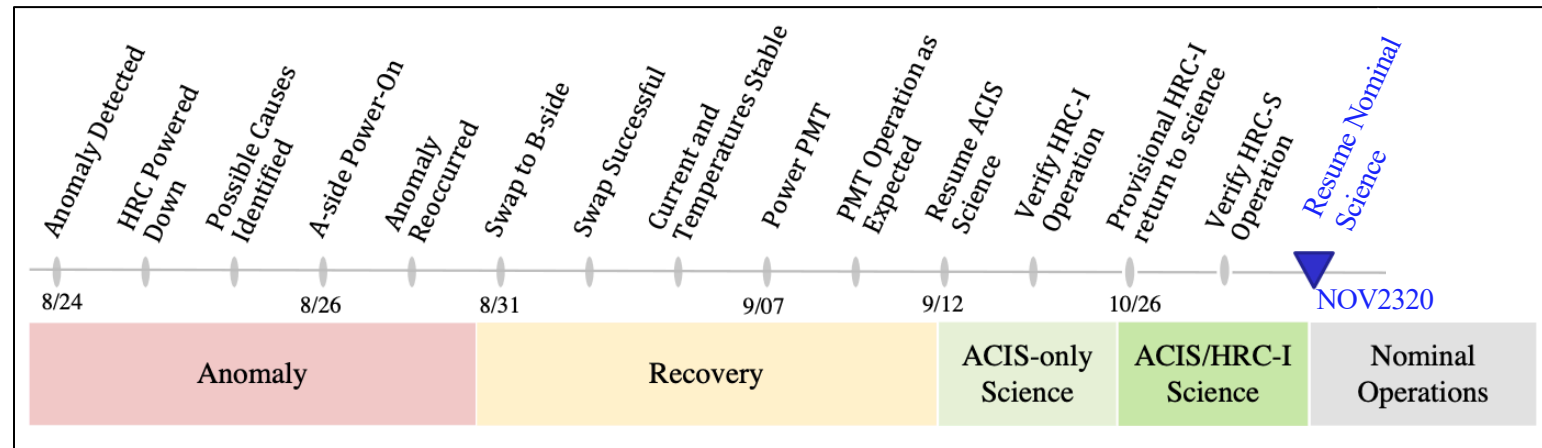 Anomaly Detected
HRC Powered
Down
Possible Causes
Identified
A-side Power-On
Anomaly
Reoccurred
Swap to B-side
Swap Successful
Current and
Temperatures Stable
Power PMT
PMT Operation as
Expected
Resume ACIS
Science
Verify HRC-I
Operation
Provisional HRC-I
return to science
Verify HRC-S
Operation
Resume Nominal
Science
8/24
8/26
8/31
9/07
9/12
10/26
NOV2320
Anomaly
Recovery
ACIS-only
Science
ACIS/HRC-I
Science
Nominal
Operations